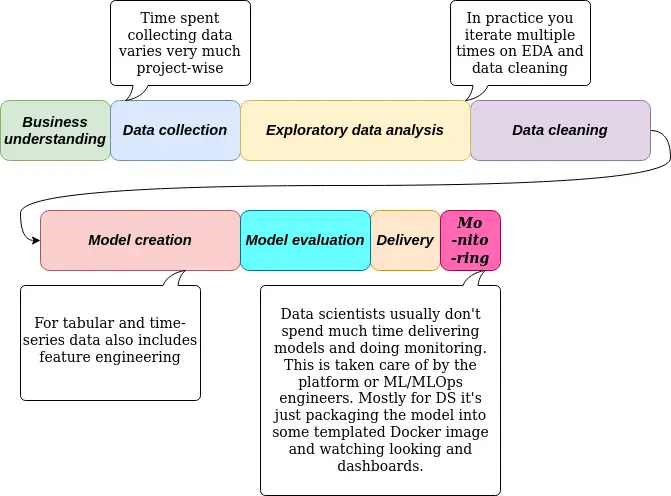 Time spent
collecting data
varies very much
project-wise
In practice you
iterate multiple
times on EDA and
data cleaning
Business
understanding
Data collection
Exploratory data analysis
Data cleaning
Model creation
Model evaluation
Delivery
Mo
-nito
-ring
For tabular and time-
series data also includes
feature engineering
Data scientists usually don't
spend much time delivering
models and doing monitoring.
This is taken care of by the
platform or ML/MLOps
engineers. Mostly for DS it's
just packaging the model into
some templated Docker image
and watching looking and
dashboards.